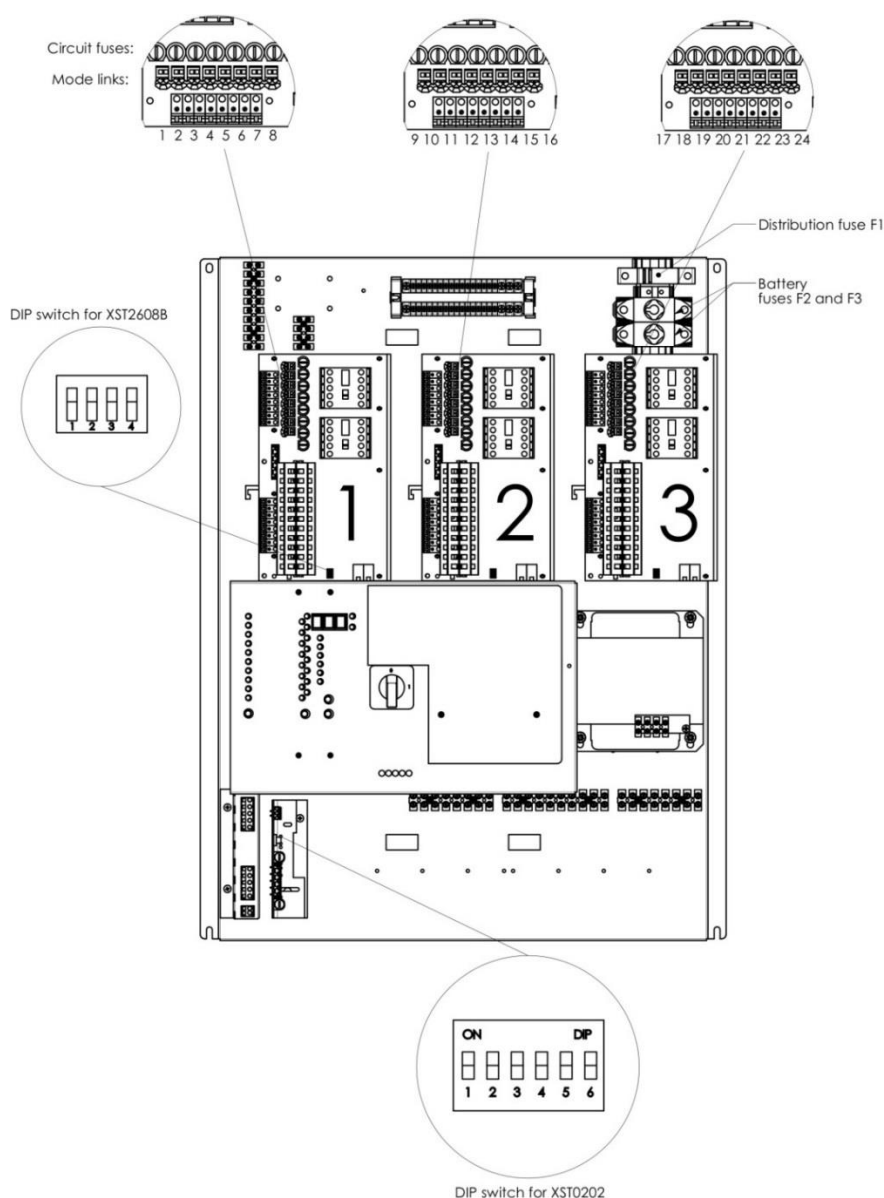 Circuit fuses:
Mode links:
1 2 3 4 5 6 7 8
9 10 11 12 13 14 15 16
17 18 19 20 21 22 23 24
Distribution fuse F1
Battery
fuses F2 and F3
DIP switch for XST2608B
1 2 3 4
1
2
3
0
1
ON DIP
1 2 3 4 5 6
DIP switch for XST0202